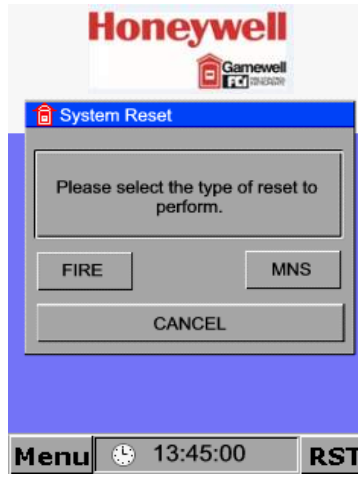 Honeywell
Gamewell
FCI
System Reset
Please select the type of reset to
perform.
FIRE
MNS
CANCEL
Menu
13:45:00
RST